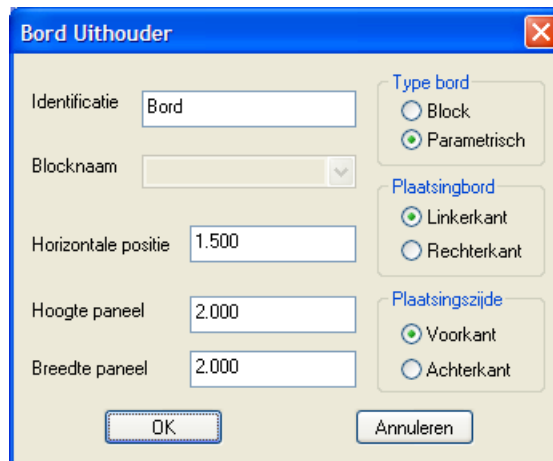 Bord Uithouder
Identificatie Bord
Blocknaam
Horizontale positie 1.500
Hoogte paneel 2.000
Breedte paneel 2.000
Type bord
Block
Parametrisch
Plaatsingbord
Linkerkant
Rechterkant
Plaatsingszijde
Voorkant
Achterkant
OK Annuleren